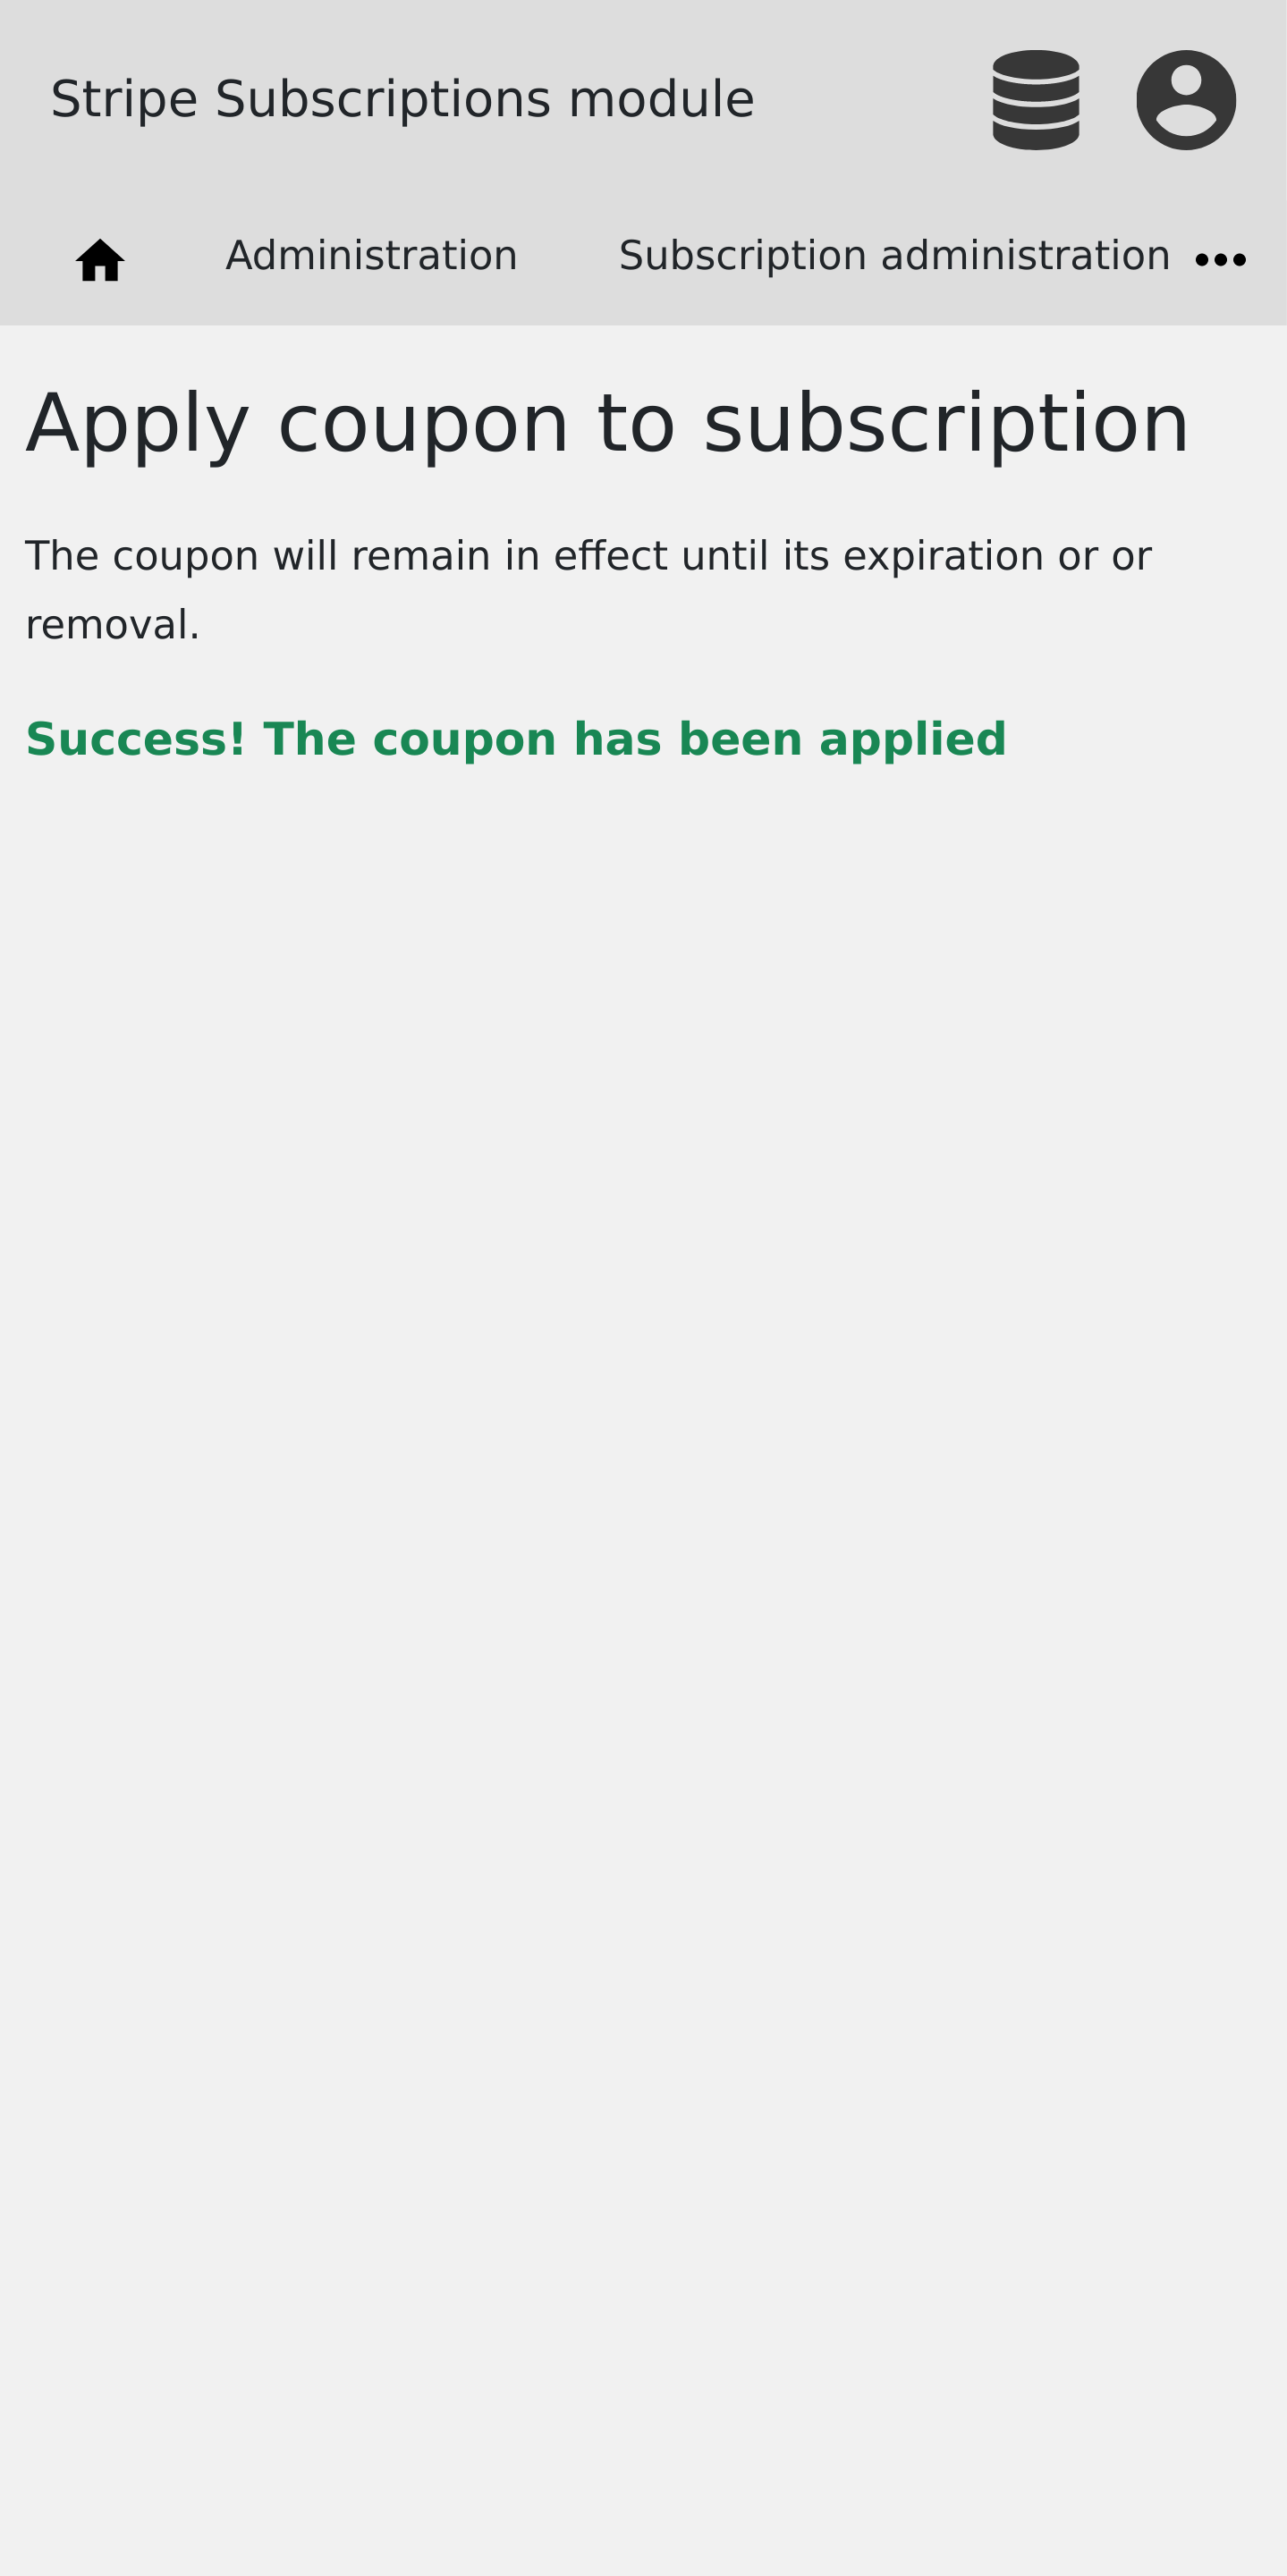 Stripe Subscriptions module
Administration Subscription administration
Apply coupon to subscription
The coupon will remain in effect until its expiration or or
removal.
Success! The coupon has been applied